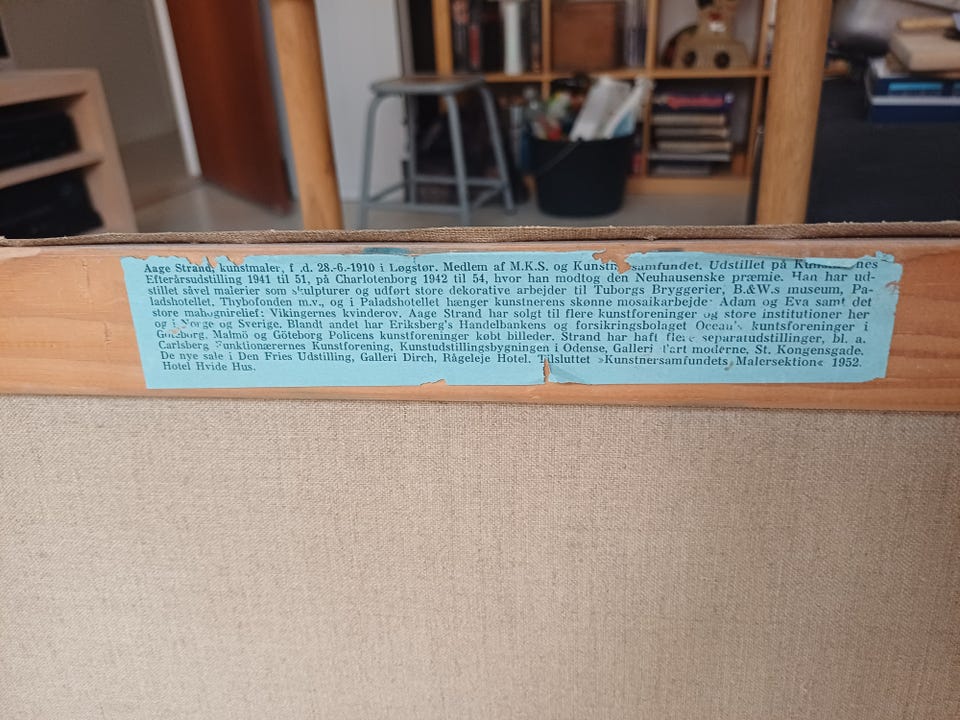 Aage Strand, kunstmaler, f .d. 28.-6.-1910 i Løgstør. Medlem af M.K.S. og Kunstnersamfundet. Udstillet på Kunstnernes
Efterårsudstilling 1941 til 51, på Charlotenborg 1942 til 54, hvor han modtog den Neuhausenske præmie. Han har ud-
stillet såvel malerier som skulpturer og udført store dekorative arbejder til Tuborgs Bryggerier, B.&W.s museum, Pa-
ladshotellet, Thybofonden m.v., og i Paladshotellet hænger kunstnerens skønne mosaikarbejde: Adam og Eva samt det
store mahognirelief: Vikingernes kvinderov. Aage Strand har solgt til flere kunstforeninger og store institutioner her
og i Norge og Sverige. Blandt andet har Eriksberg's Handelbankens og forsikringsbolaget Ocean's kuntsforeninger i
Göteborg, Malmö og Göteborg Policens kunstforeninger købt billeder. Strand har haft flere separatudstillinger, bl. a.
Carlsberg Funktionærernes Kunstforening, Kunstudstillingsbygningen i Odense, Galleri l'art moderne, St. Kongensgade,
De nye sale i Den Fries Udstilling, Galleri Dirch, Rågeleje Hotel. Tilsluttet »Kunstnersamfundets Malersektion« 1952.
Hotel Hvide Hus.